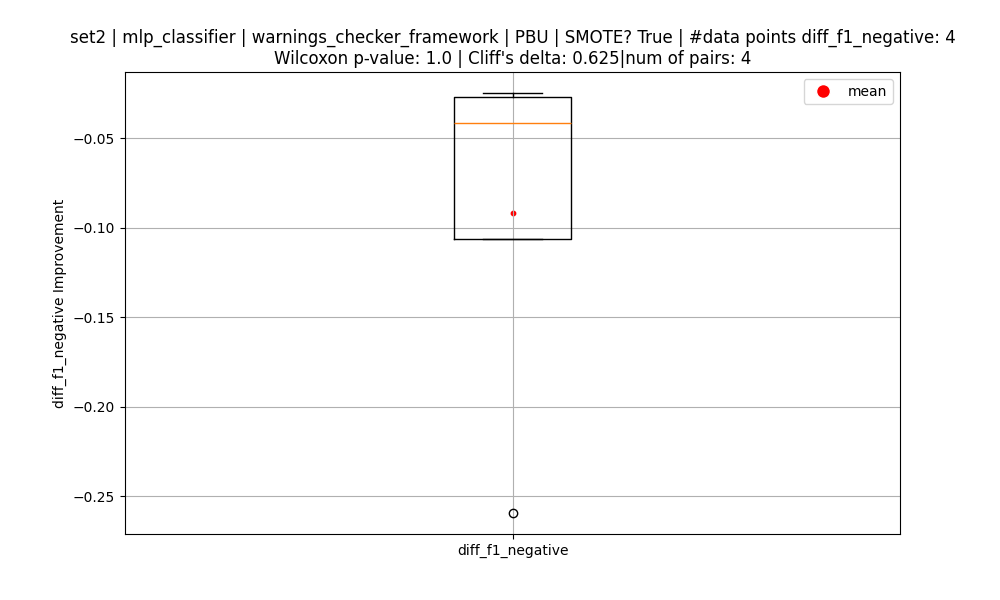 set2 | mlp_classifier | warnings_checker_framework | PBU | SMOTE? True | #data points diff_f1_negative: 4
Wilcoxon p-value: 1.0 | Cliff's delta: 0.625|num of pairs: 4
mean
−0.05
−0.10
−0.15
−0.20
−0.25
diff_f1_negative Improvement
diff_f1_negative